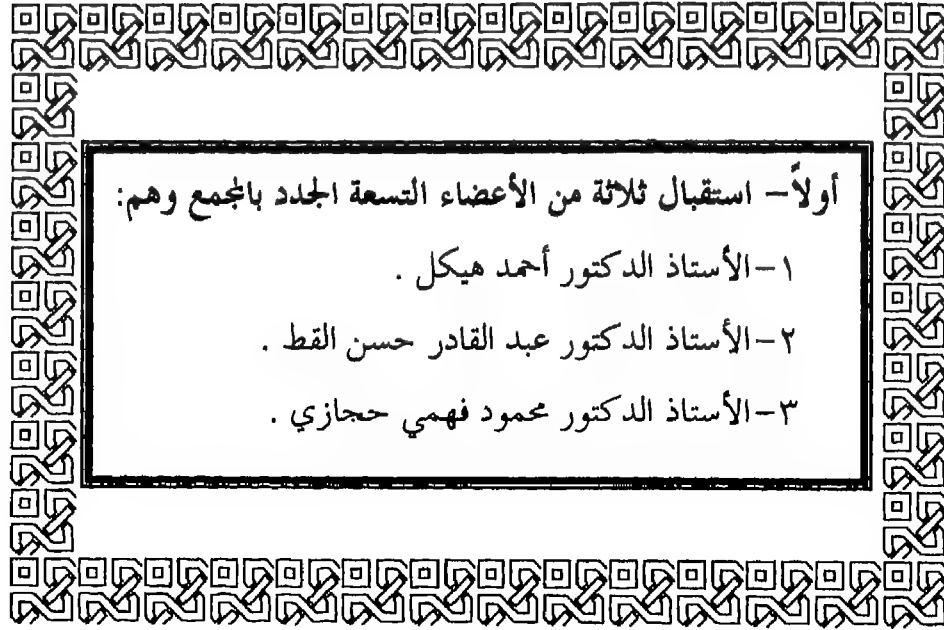 أولاً– استقبال ثلاثة من الأعضاء التسعة الجدد بالمجمع وهم:
١–الأستاذ الدكتور أحمد هيكل .
٢–الأستاذ الدكتور عبد القادر حسن القط .
٣–الأستاذ الدكتور محمود فهمي حجازي .